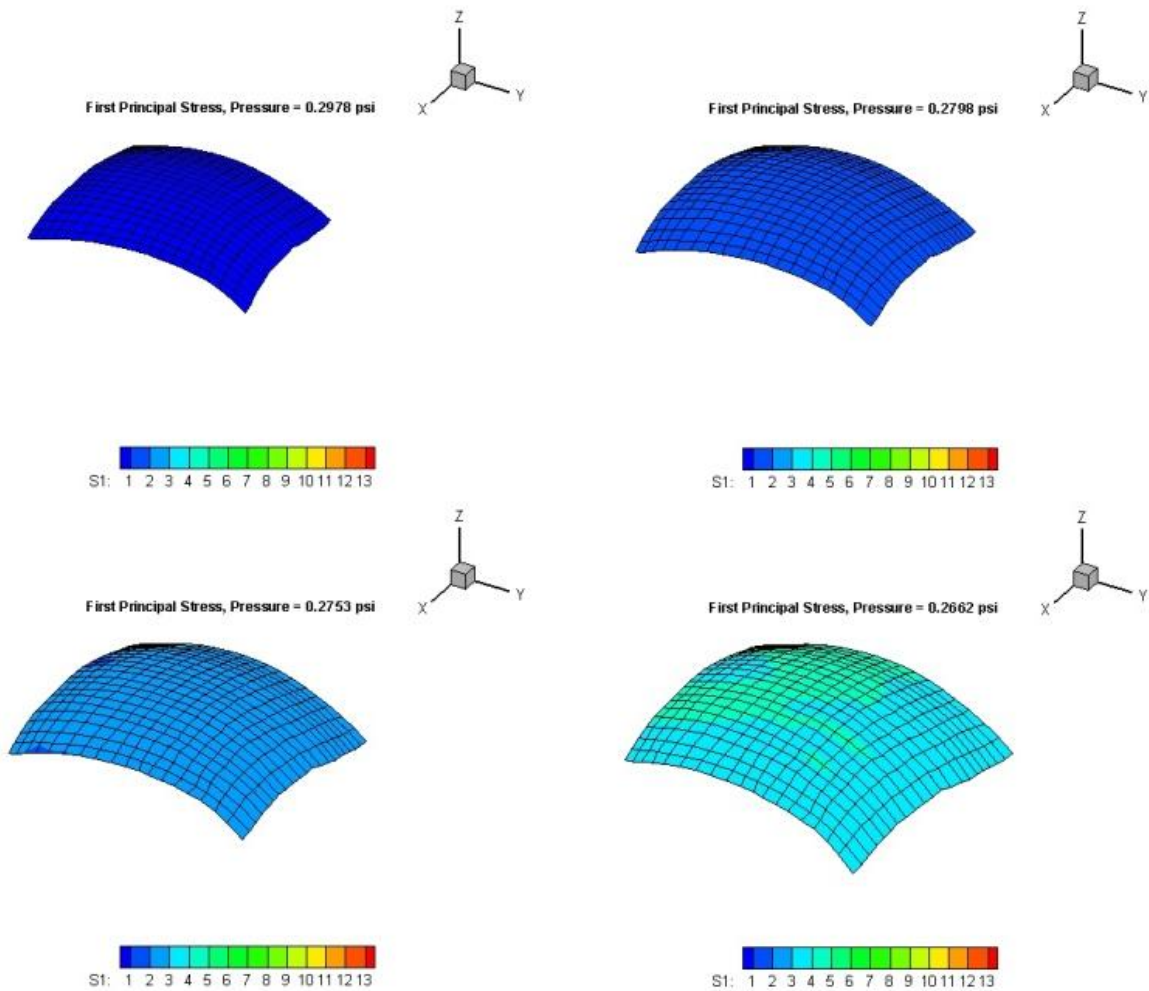 Z
X
Y
First Principal Stress, Pressure = 0.2978 psi
S1: 1 2 3 4 5 6 7 8 9 10 11 12 13
Z
X
Y
First Principal Stress, Pressure = 0.2798 psi
S1: 1 2 3 4 5 6 7 8 9 10 11 12 13
Z
X
Y
First Principal Stress, Pressure = 0.2753 psi
S1: 1 2 3 4 5 6 7 8 9 10 11 12 13
Z
X
Y
First Principal Stress, Pressure = 0.2662 psi
S1: 1 2 3 4 5 6 7 8 9 10 11 12 13